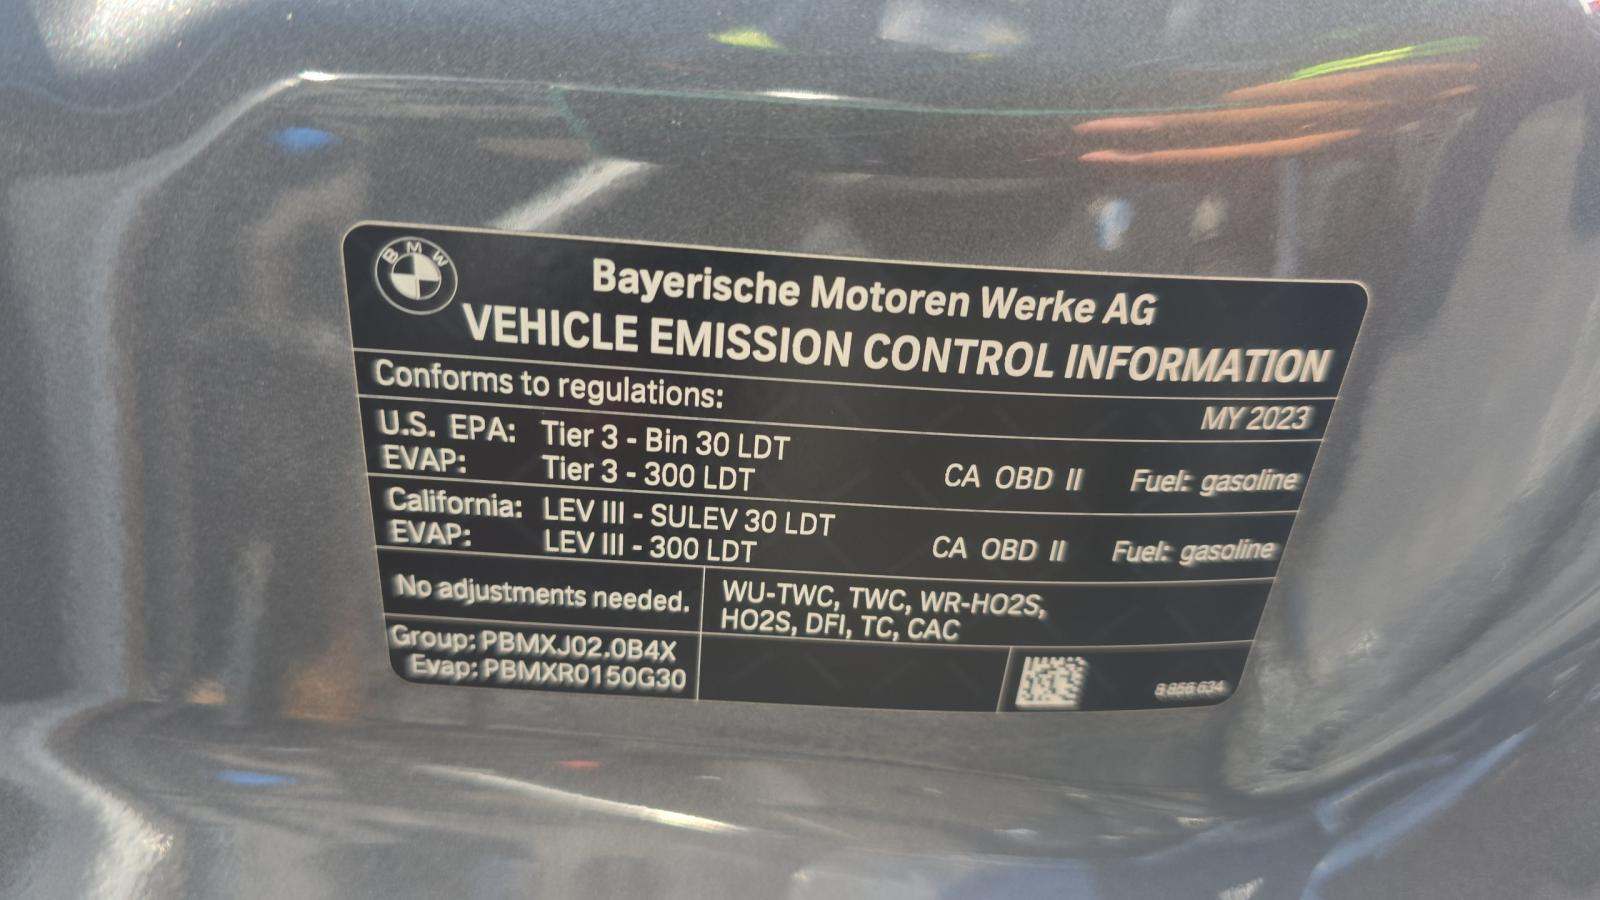 BMW
Bayerische Motoren Werke AG
VEHICLE EMISSION CONTROL INFORMATION
Conforms to regulations:
MY 2023
U.S. EPA: Tier 3 - Bin 30 LDT
EVAP: Tier 3 - 300 LDT CA OBD II Fuel: gasoline
California: LEV III - SULEV 30 LDT
EVAP: LEV III - 300 LDT CA OBD II Fuel: gasoline
No adjustments needed.
WU-TWC, TWC, WR-HO2S,
HO2S, DFI, TC, CAC
Group: PBMXJ02.0B4X
Evap: PBMXR0150G30